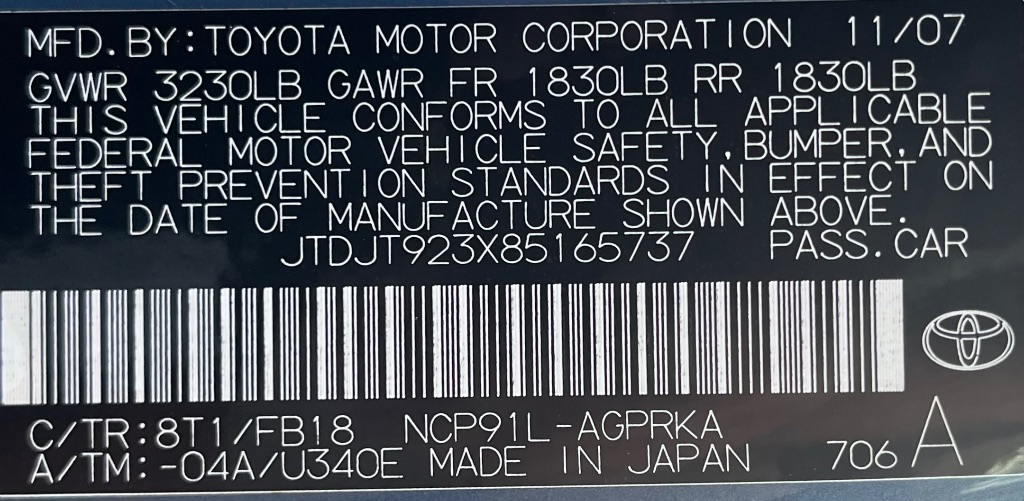 MFD. BY: TOYOTA MOTOR CORPORATION 11/07
GVWR 3230LB GAWR FR 1830LB RR 1830LB
THIS VEHICLE CONFORMS TO ALL APPLICABLE
FEDERAL MOTOR VEHICLE SAFETY, BUMPER, AND
THEFT PREVENTION STANDARDS IN EFFECT ON
THE DATE OF MANUFACTURE SHOWN ABOVE.
JTDJT923X85165737 PASS. CAR
C/TR: 8T1/FB18 NCP91L-AGPRKA
A/TM: -04A/U340E MADE IN JAPAN 706 A